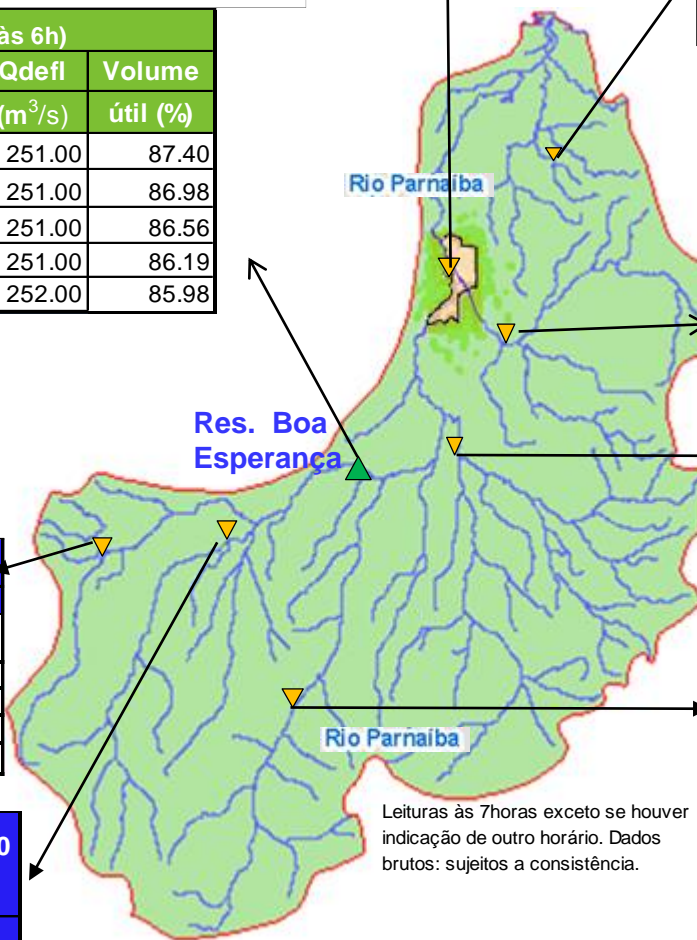 às 6h)
Qdefl Volume
(m³/s) útil (%)
251.00 87.40
251.00 86.98
251.00 86.56
251.00 86.19
252.00 85.98
Rio Parnaíba
Res. Boa
Esperança
Rio Parnaíba
Leituras às 7horas exceto se houver
indicação de outro horário. Dados
brutos: sujeitos a consistência.
0